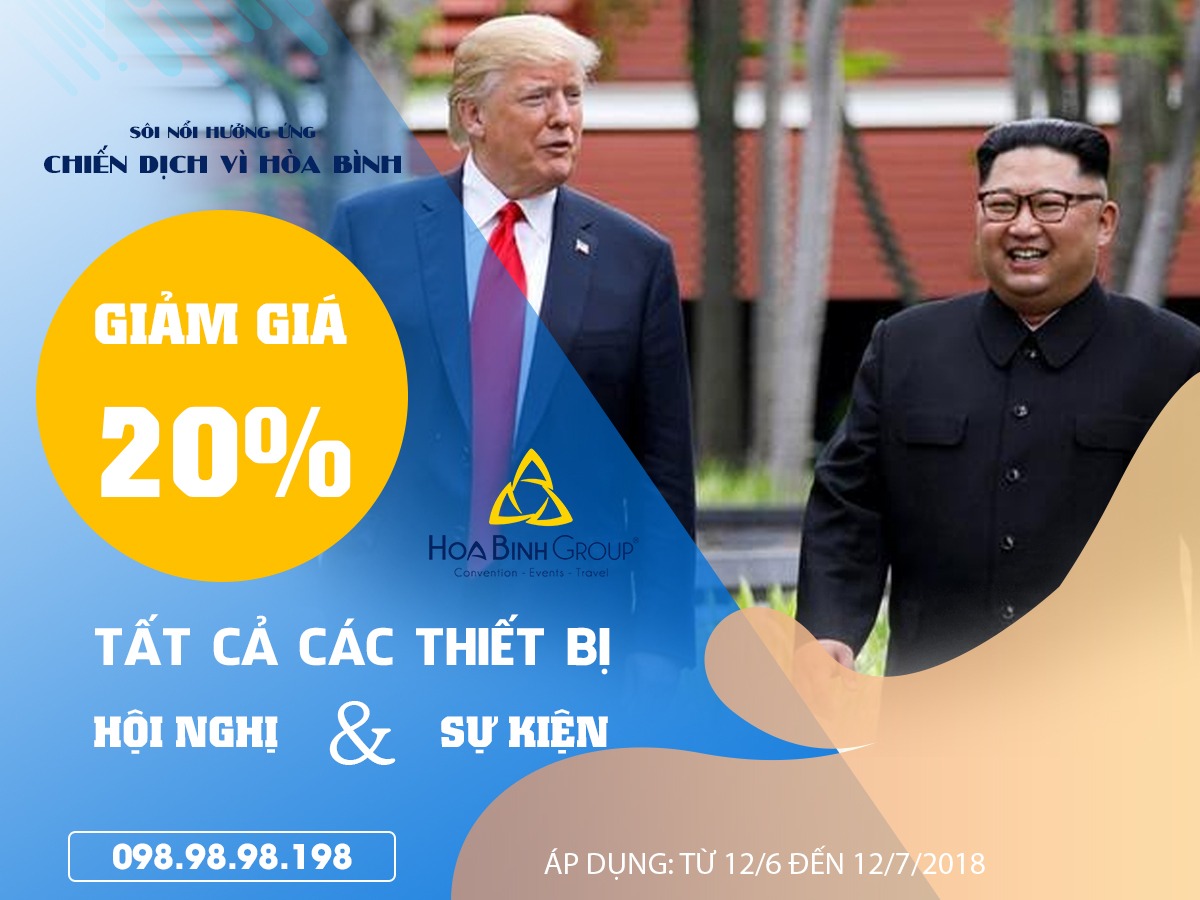 SÔI NỔI HƯỞNG ỨNG
CHIẾN DỊCH VÌ HÒA BÌNH
GIẢM GIÁ
20%
HOA BINH GROUP®
Convention - Events - Travel
TẤT CẢ CÁC THIẾT BỊ
HỘI NGHỊ & SỰ KIỆN
098.98.98.198
ÁP DỤNG: TỪ 12/6 ĐẾN 12/7/2018